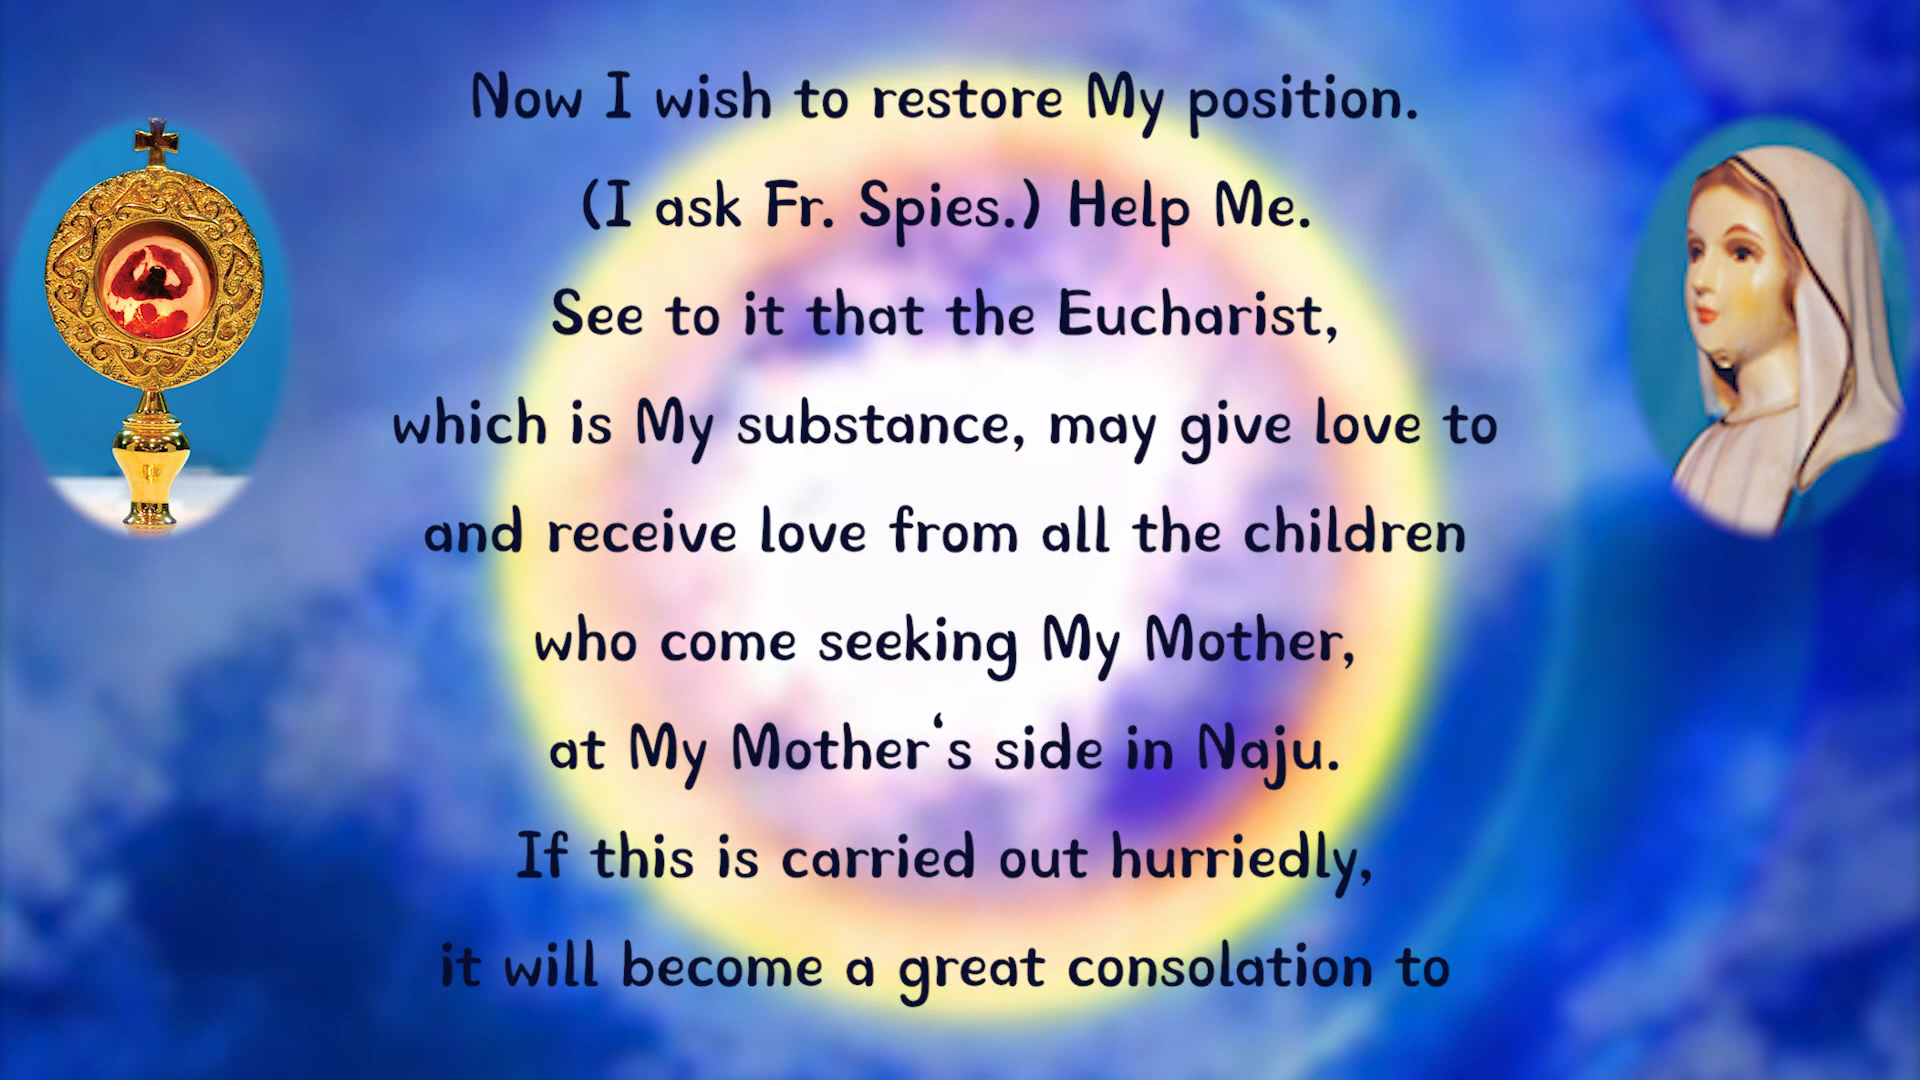 Now I wish to restore My position.
(I ask Fr. Spies.) Help Me.
See to it that the Eucharist,
which is My substance, may give love to
and receive love from all the children
who come seeking My Mother,
at My Mother‘s side in Naju.
If this is carried out hurriedly,
it will become a great consolation to